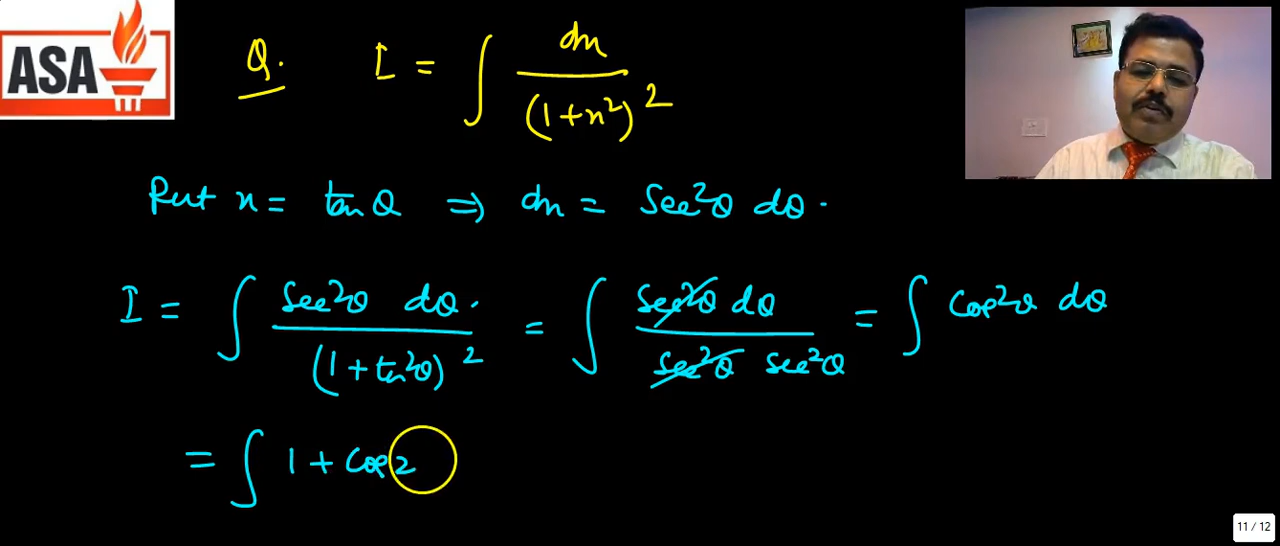 ASA
Q. I = ∫ dx / (1+x²)²
Put x = tan θ ⇒ dx = Sec²θ dθ.
I = ∫ Sec²θ dθ. / (1+tan²θ)² = ∫ Sec²θ dθ / Sec²θ Sec²θ = ∫ Cos²θ dθ
= ∫ 1 + Cos2
11 / 12